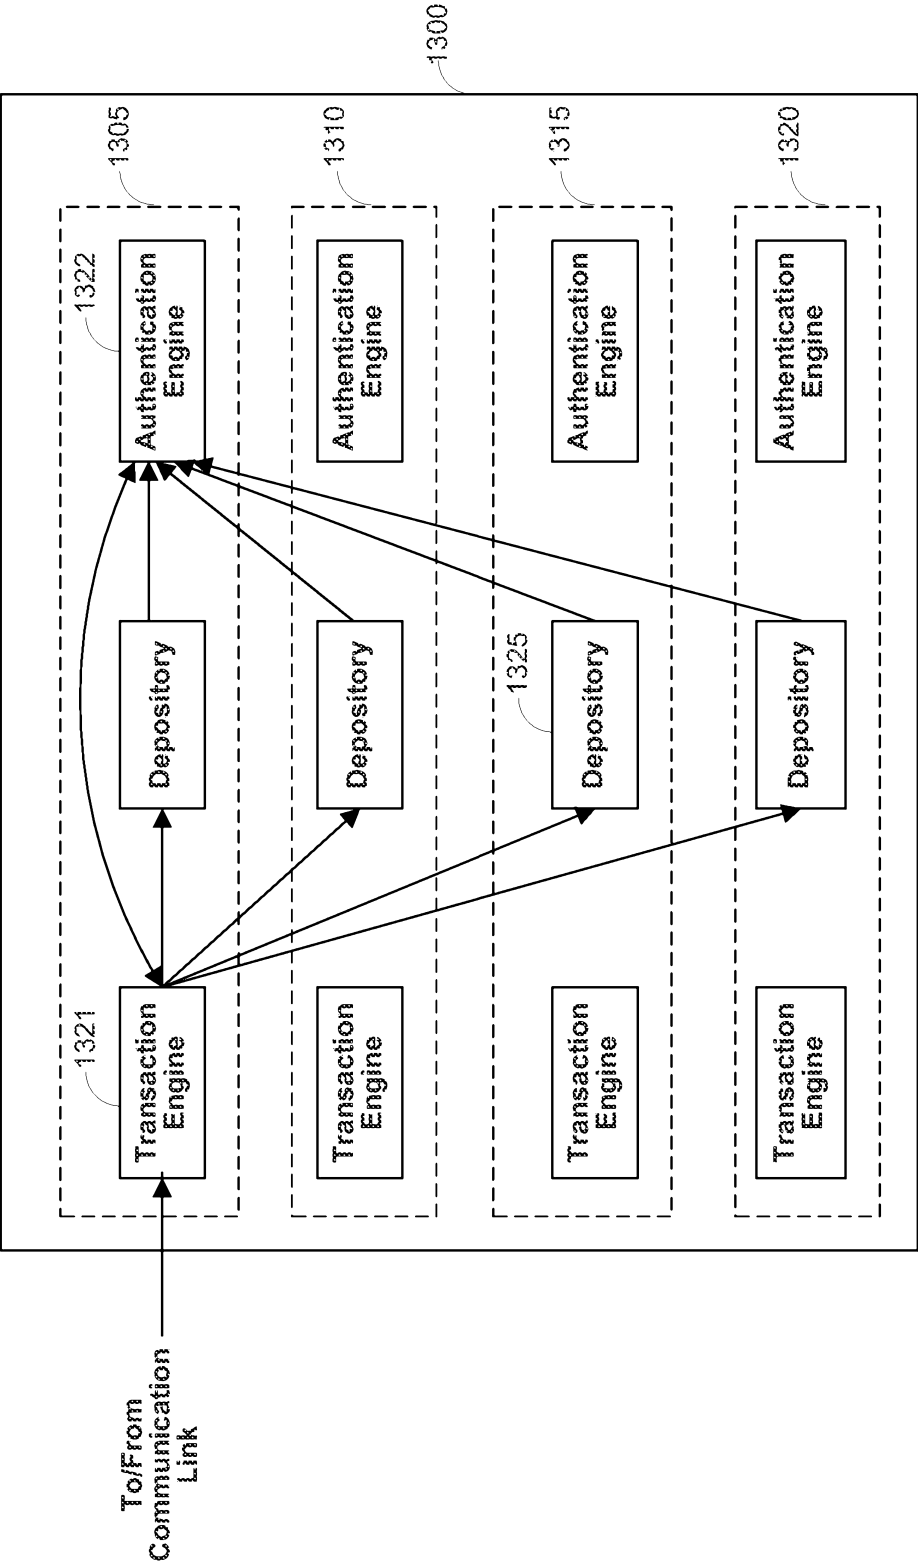 1300
1305
1322
Authentication
Engine
Depository
1321
Transaction
Engine
1310
Authentication
Engine
Depository
Transaction
Engine
1315
Authentication
Engine
1325
Depository
Transaction
Engine
1320
Authentication
Engine
Depository
Transaction
Engine
To/From
Communication
Link